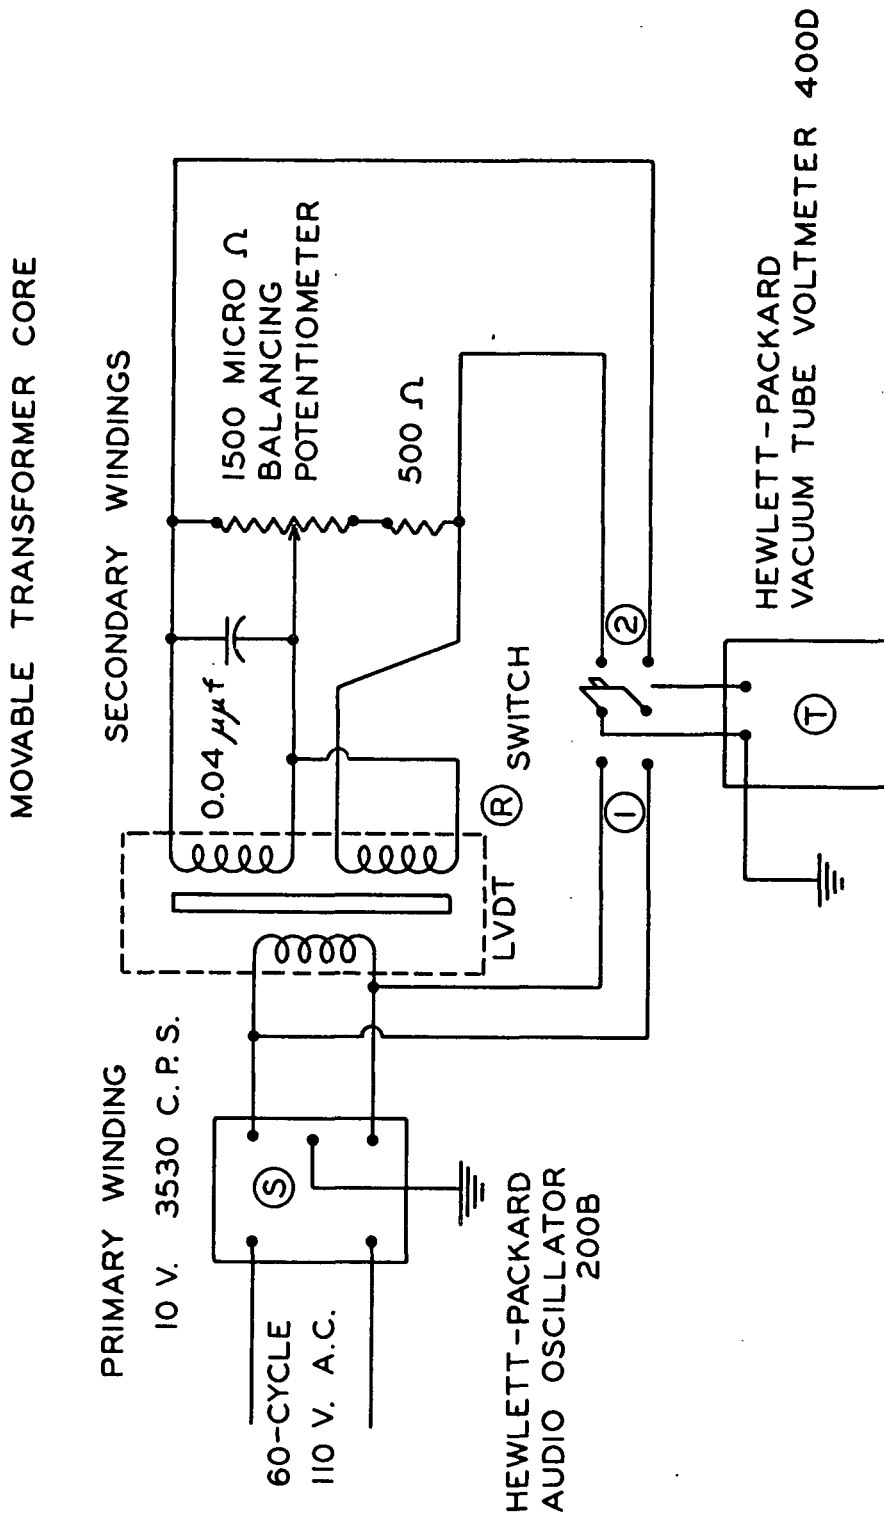 MOVABLE TRANSFORMER CORE
PRIMARY WINDING
SECONDARY WINDINGS
10 V. 3530 C.P.S.
0.04 μμf
1500 MICRO Ω
BALANCING
POTENTIOMETER
500 Ω
60-CYCLE
110 V. A.C.
S
LVDT
R
SWITCH
HEWLETT-PACKARD
AUDIO OSCILLATOR
200B
1
2
T
HEWLETT-PACKARD
VACUUM TUBE VOLTMETER 400D